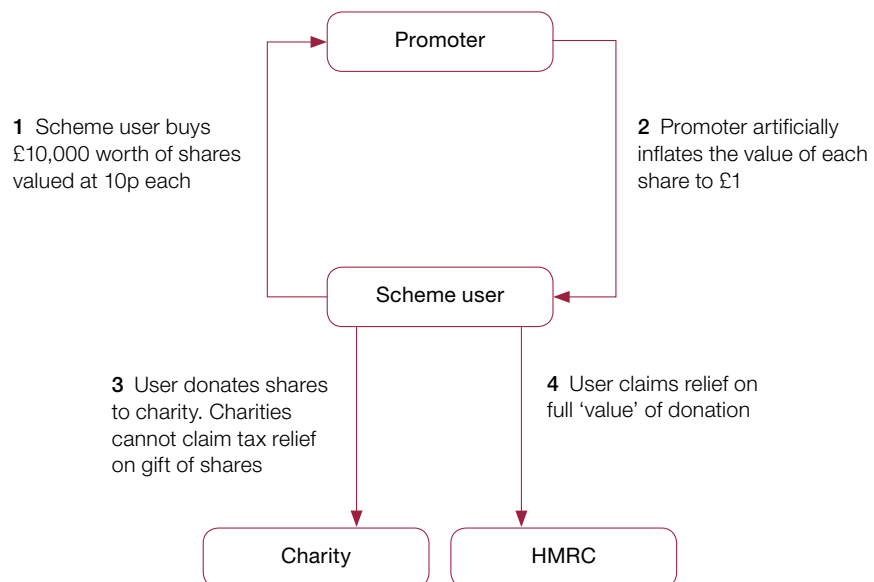 Promoter
1 Scheme user buys
£10,000 worth of shares
valued at 10p each
2 Promoter artificially
inflates the value of each
share to £1
Scheme user
3 User donates shares
to charity. Charities
cannot claim tax relief
on gift of shares
4 User claims relief on
full ‘value’ of donation
Charity
HMRC